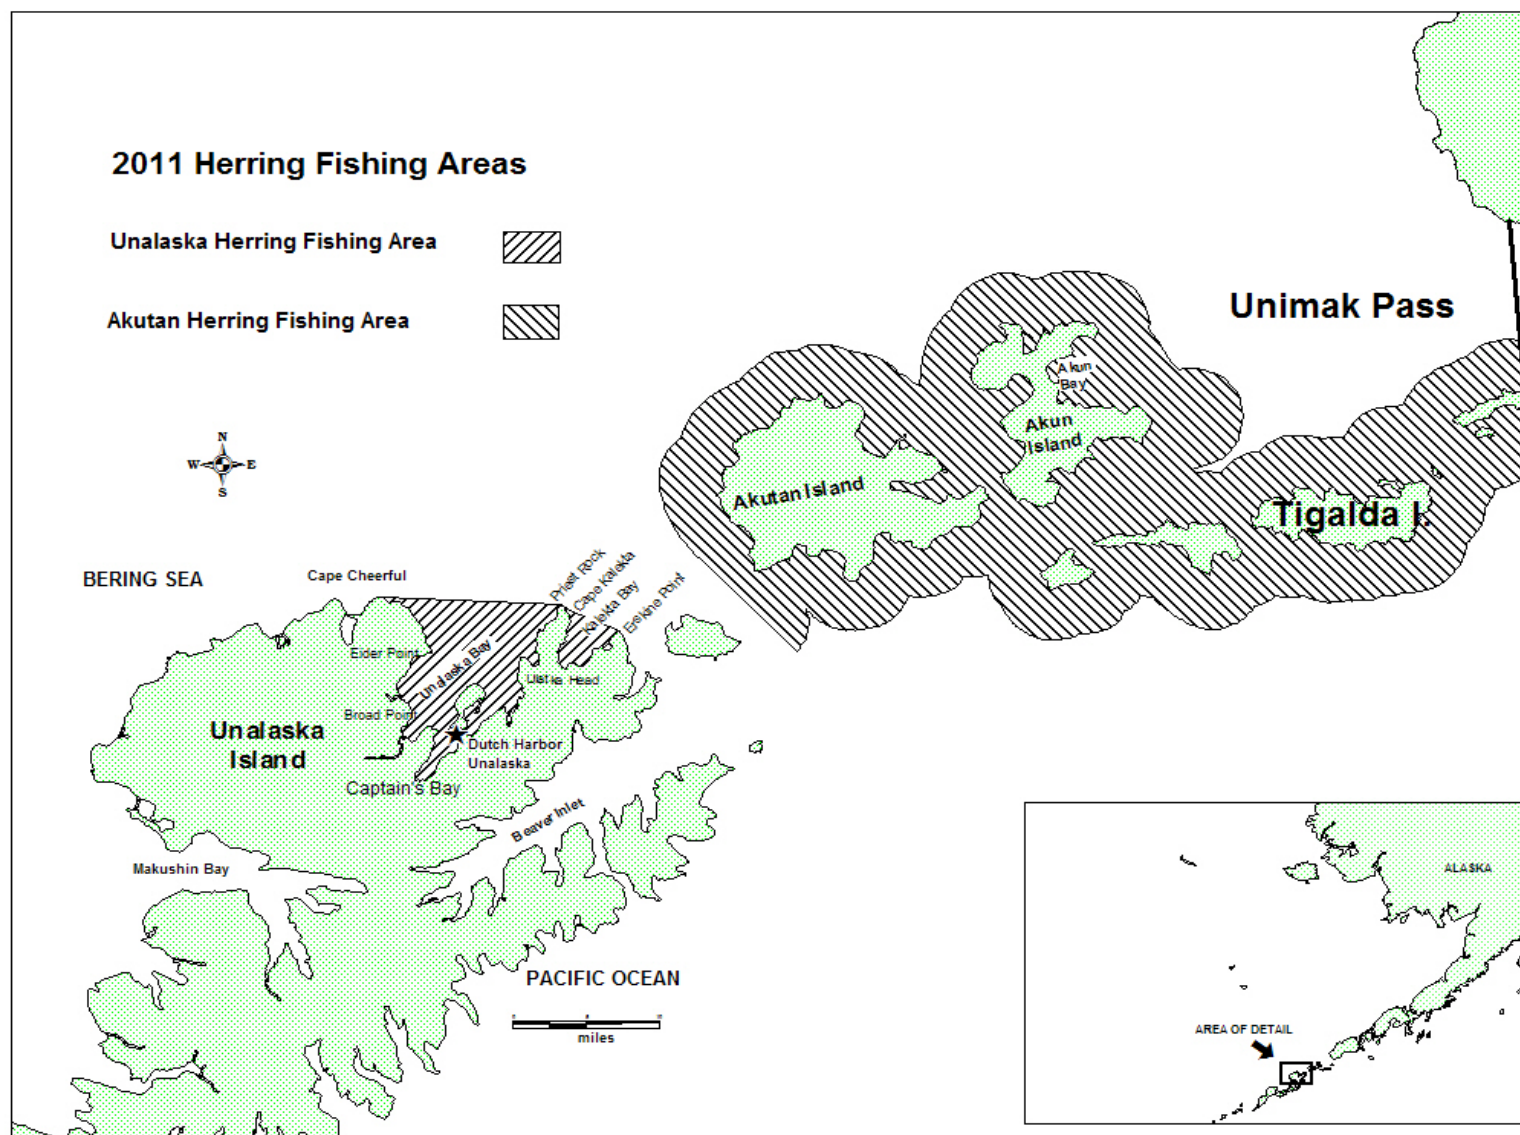 2011 Herring Fishing Areas
Unalaska Herring Fishing Area
Akutan Herring Fishing Area
Unimak Pass
N
W E
S
Akun
Bay
Akun
Island
Akutan Island
Tigalda I.
BERING SEA
Cape Cheerful
Priest Rock
Cape Kalekta
Kalekta Bay
Erskine Point
Eider Point
Unalaska Bay
Ulatka Head
Broad Point
Unalaska
Island
Dutch Harbor
Unalaska
Captain's Bay
Beaver Inlet
Makushin Bay
PACIFIC OCEAN
miles
ALASKA
AREA OF DETAIL